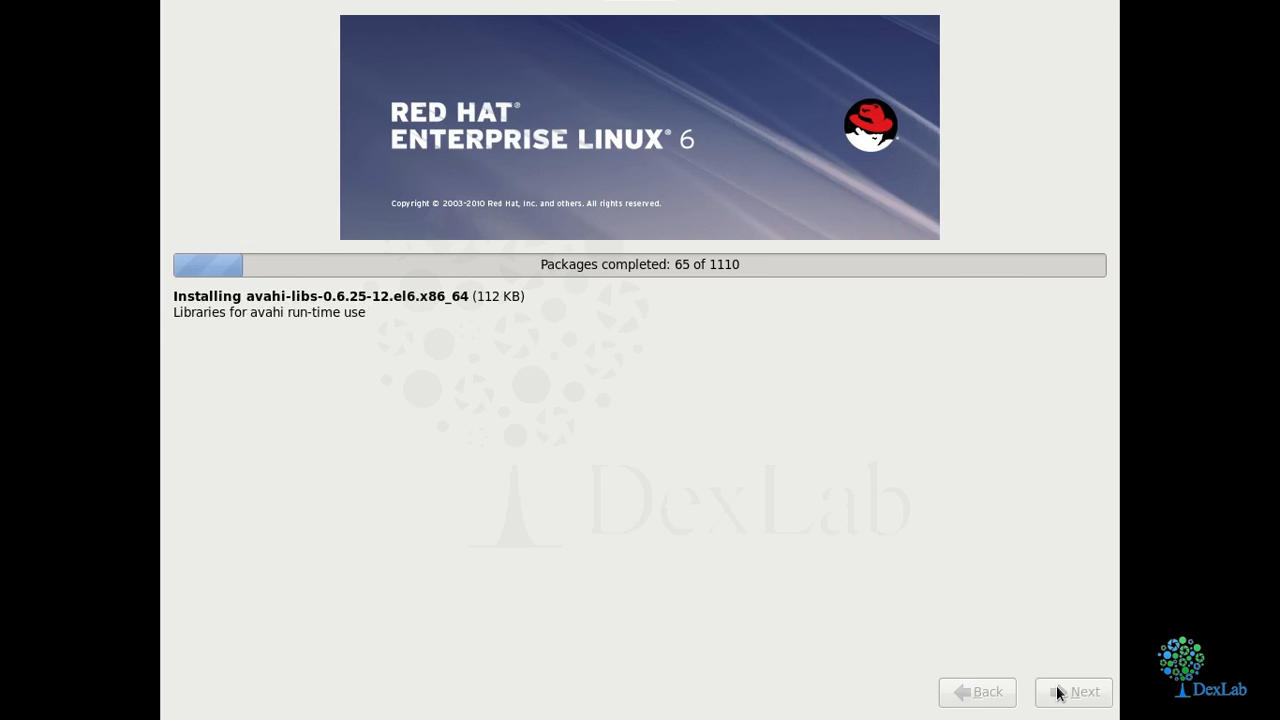 RED HAT®
ENTERPRISE LINUX® 6
Copyright © 2003-2010 Red Hat, Inc. and others. All rights reserved.
Packages completed: 65 of 1110
Installing avahi-libs-0.6.25-12.el6.x86_64 (112 KB)
Libraries for avahi run-time use
DexLab
Back
Next
DexLab